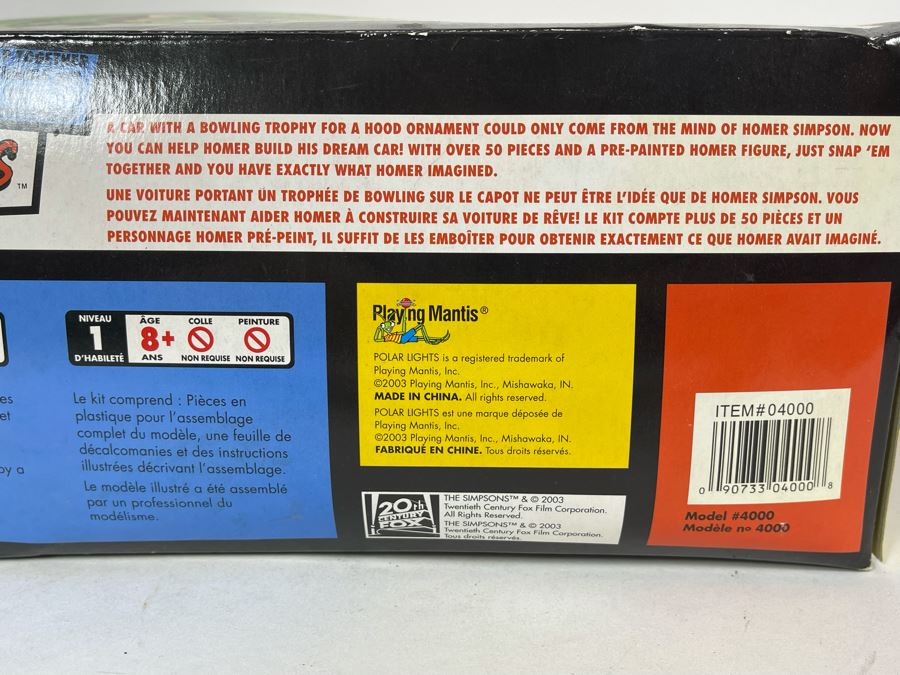 TOGETHER
S
TM
A CAR WITH A BOWLING TROPHY FOR A HOOD ORNAMENT COULD ONLY COME FROM THE MIND OF HOMER SIMPSON. NOW
YOU CAN HELP HOMER BUILD HIS DREAM CAR! WITH OVER 50 PIECES AND A PRE-PAINTED HOMER FIGURE, JUST SNAP ‘EM
TOGETHER AND YOU HAVE EXACTLY WHAT HOMER IMAGINED.
UNE VOITURE PORTANT UN TROPHÉE DE BOWLING SUR LE CAPOT NE PEUT ÊTRE L’IDÉE QUE DE HOMER SIMPSON. VOUS
POUVEZ MAINTENANT AIDER HOMER À CONSTRUIRE SA VOITURE DE RÊVE! LE KIT COMPTE PLUS DE 50 PIÈCES ET UN
PERSONNAGE HOMER PRÉ-PEINT, IL SUFFIT DE LES EMBOÎTER POUR OBTENIR EXACTEMENT CE QUE HOMER AVAIT IMAGINÉ.
NIVEAU
1
D'HABILETÉ
ÂGE
8+
ANS
COLLE
NON REQUISE
PEINTURE
NON REQUISE
es
et
by a
Le kit comprend : Pièces en
plastique pour l’assemblage
complet du modèle, une feuille de
décalcomanies et des instructions
illustrées décrivant l’assemblage.
Le modèle illustré a été assemblé
par un professionnel du
modélisme.
Playing Mantis®
POLAR LIGHTS is a registered trademark of
Playing Mantis, Inc.
©2003 Playing Mantis, Inc., Mishawaka, IN.
MADE IN CHINA. All rights reserved.
POLAR LIGHTS est une marque déposée de
Playing Mantis, Inc.
©2003 Playing Mantis, Inc., Mishawaka, IN.
FABRIQUÉ EN CHINE. Tous droits réservés.
20th
CENTURY
FOX
THE SIMPSONS™ & © 2003
Twentieth Century Fox Film Corporation.
All Rights Reserved.
THE SIMPSONS™ & © 2003
Twentieth Century Fox Film Corporation.
Tous droits réservés.
ITEM#04000
0 90733 04000 8
Model #4000
Modèle no 4000